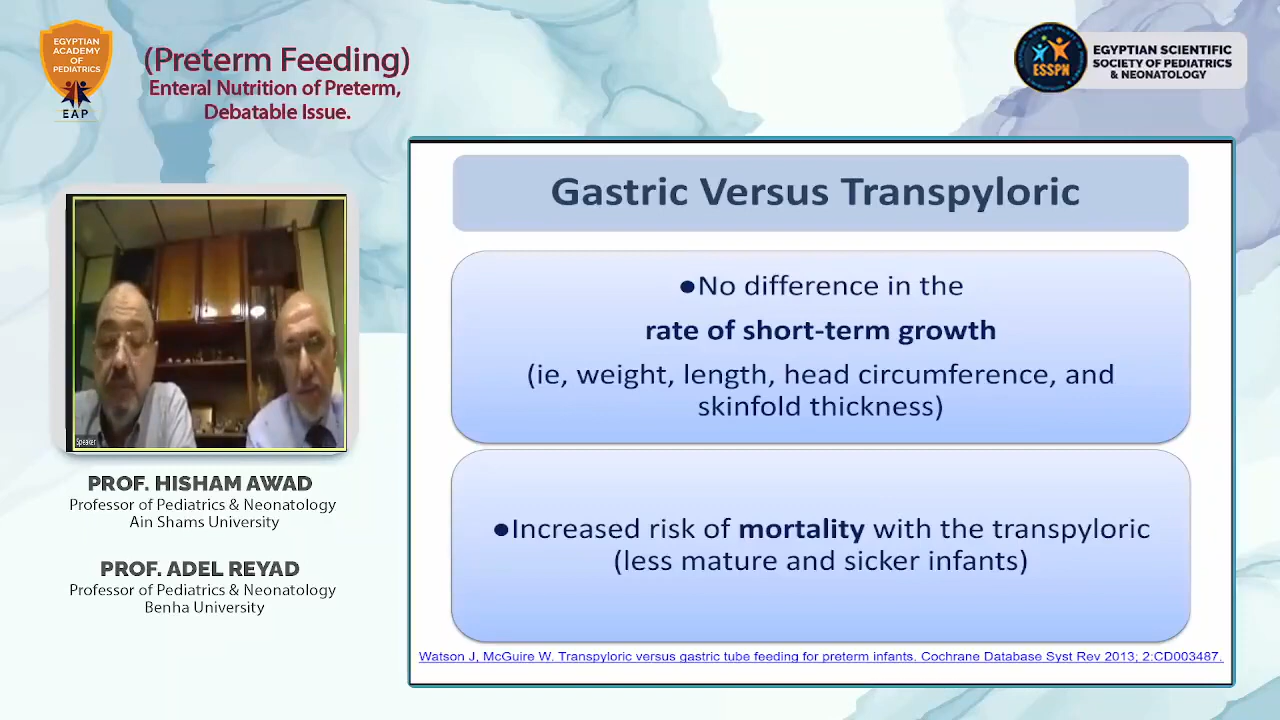 EGYPTIAN
ACADEMY
OF
PEDIATRICS
EAP
(Preterm Feeding)
Enteral Nutrition of Preterm,
Debatable Issue.
ESSPN
EGYPTIAN SCIENTIFIC
SOCIETY OF PEDIATRICS
& NEONATOLOGY
Speaker
PROF. HISHAM AWAD
Professor of Pediatrics & Neonatology
Ain Shams University
PROF. ADEL REYAD
Professor of Pediatrics & Neonatology
Benha University
Gastric Versus Transpyloric
●No difference in the
rate of short-term growth
(ie, weight, length, head circumference, and
skinfold thickness)
●Increased risk of mortality with the transpyloric
(less mature and sicker infants)
Watson J, McGuire W. Transpyloric versus gastric tube feeding for preterm infants. Cochrane Database Syst Rev 2013; 2:CD003487.